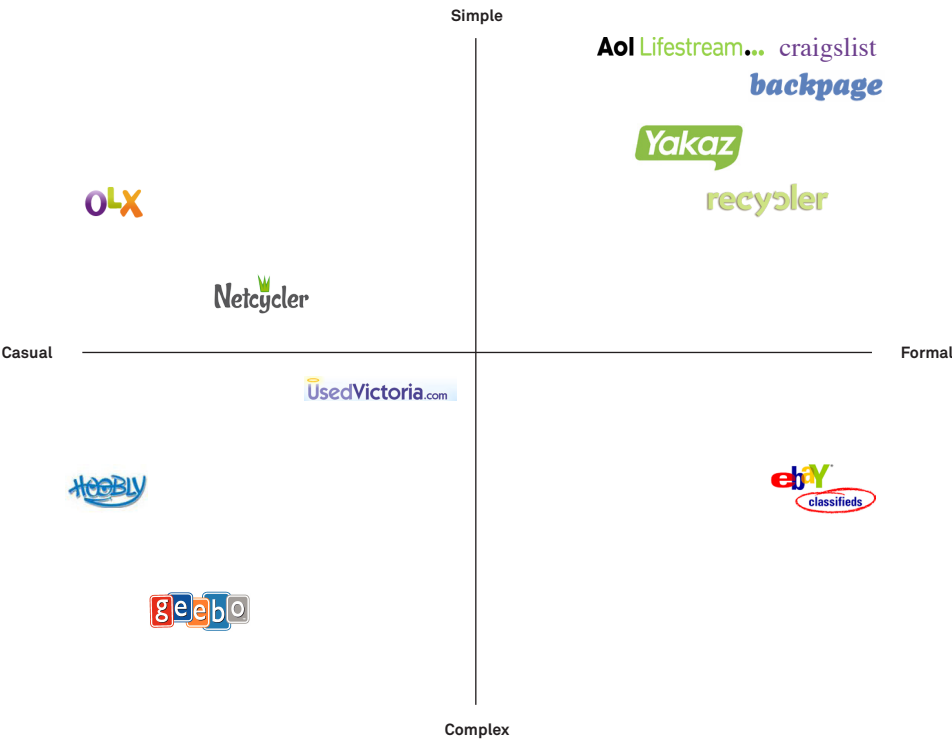 Simple
Aol Lifestream... craigslist
backpage
Yakaz
recycler
OLX
Netcycler
Casual
Formal
UsedVictoria.com
HOOBLY
ebaY
classifieds
geebo
Complex